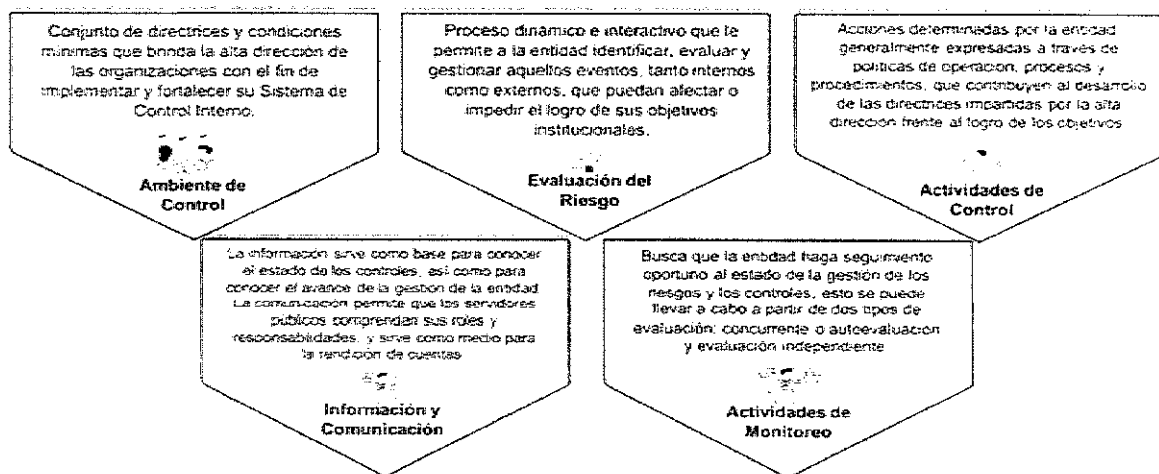 Conjunto de directrices y condiciones
mínimas que brinda la alta dirección de
las organizaciones con el fin de
implementar y fortalecer su Sistema de
Control Interno.
Ambiente de
Control
Proceso dinámico e interactivo que le
permite a la entidad identificar, evaluar y
gestionar aquellos eventos, tanto internos
como externos, que puedan afectar o
impedir el logro de sus objetivos
institucionales.
Evaluación del
Riesgo
Acciones determinadas por la entidad
generalmente expresadas a través de
políticas de operación, procesos y
procedimientos, que contribuyen al desarrollo
de las directrices impartidas por la alta
dirección frente al logro de los objetivos
Actividades de
Control
La información sirve como base para conocer
el estado de los controles, así como para
conocer el avance de la gestión de la entidad
La comunicación permite que los servidores
públicos comprendan sus roles y
responsabilidades, y sirve como medio para
la rendición de cuentas
Información y
Comunicación
Busca que la entidad haga seguimiento
oportuno al estado de la gestión de los
riesgos y los controles, esto se puede
llevar a cabo a partir de dos tipos de
evaluación: concurrente o autoevaluación
y evaluación independiente
Actividades de
Monitoreo